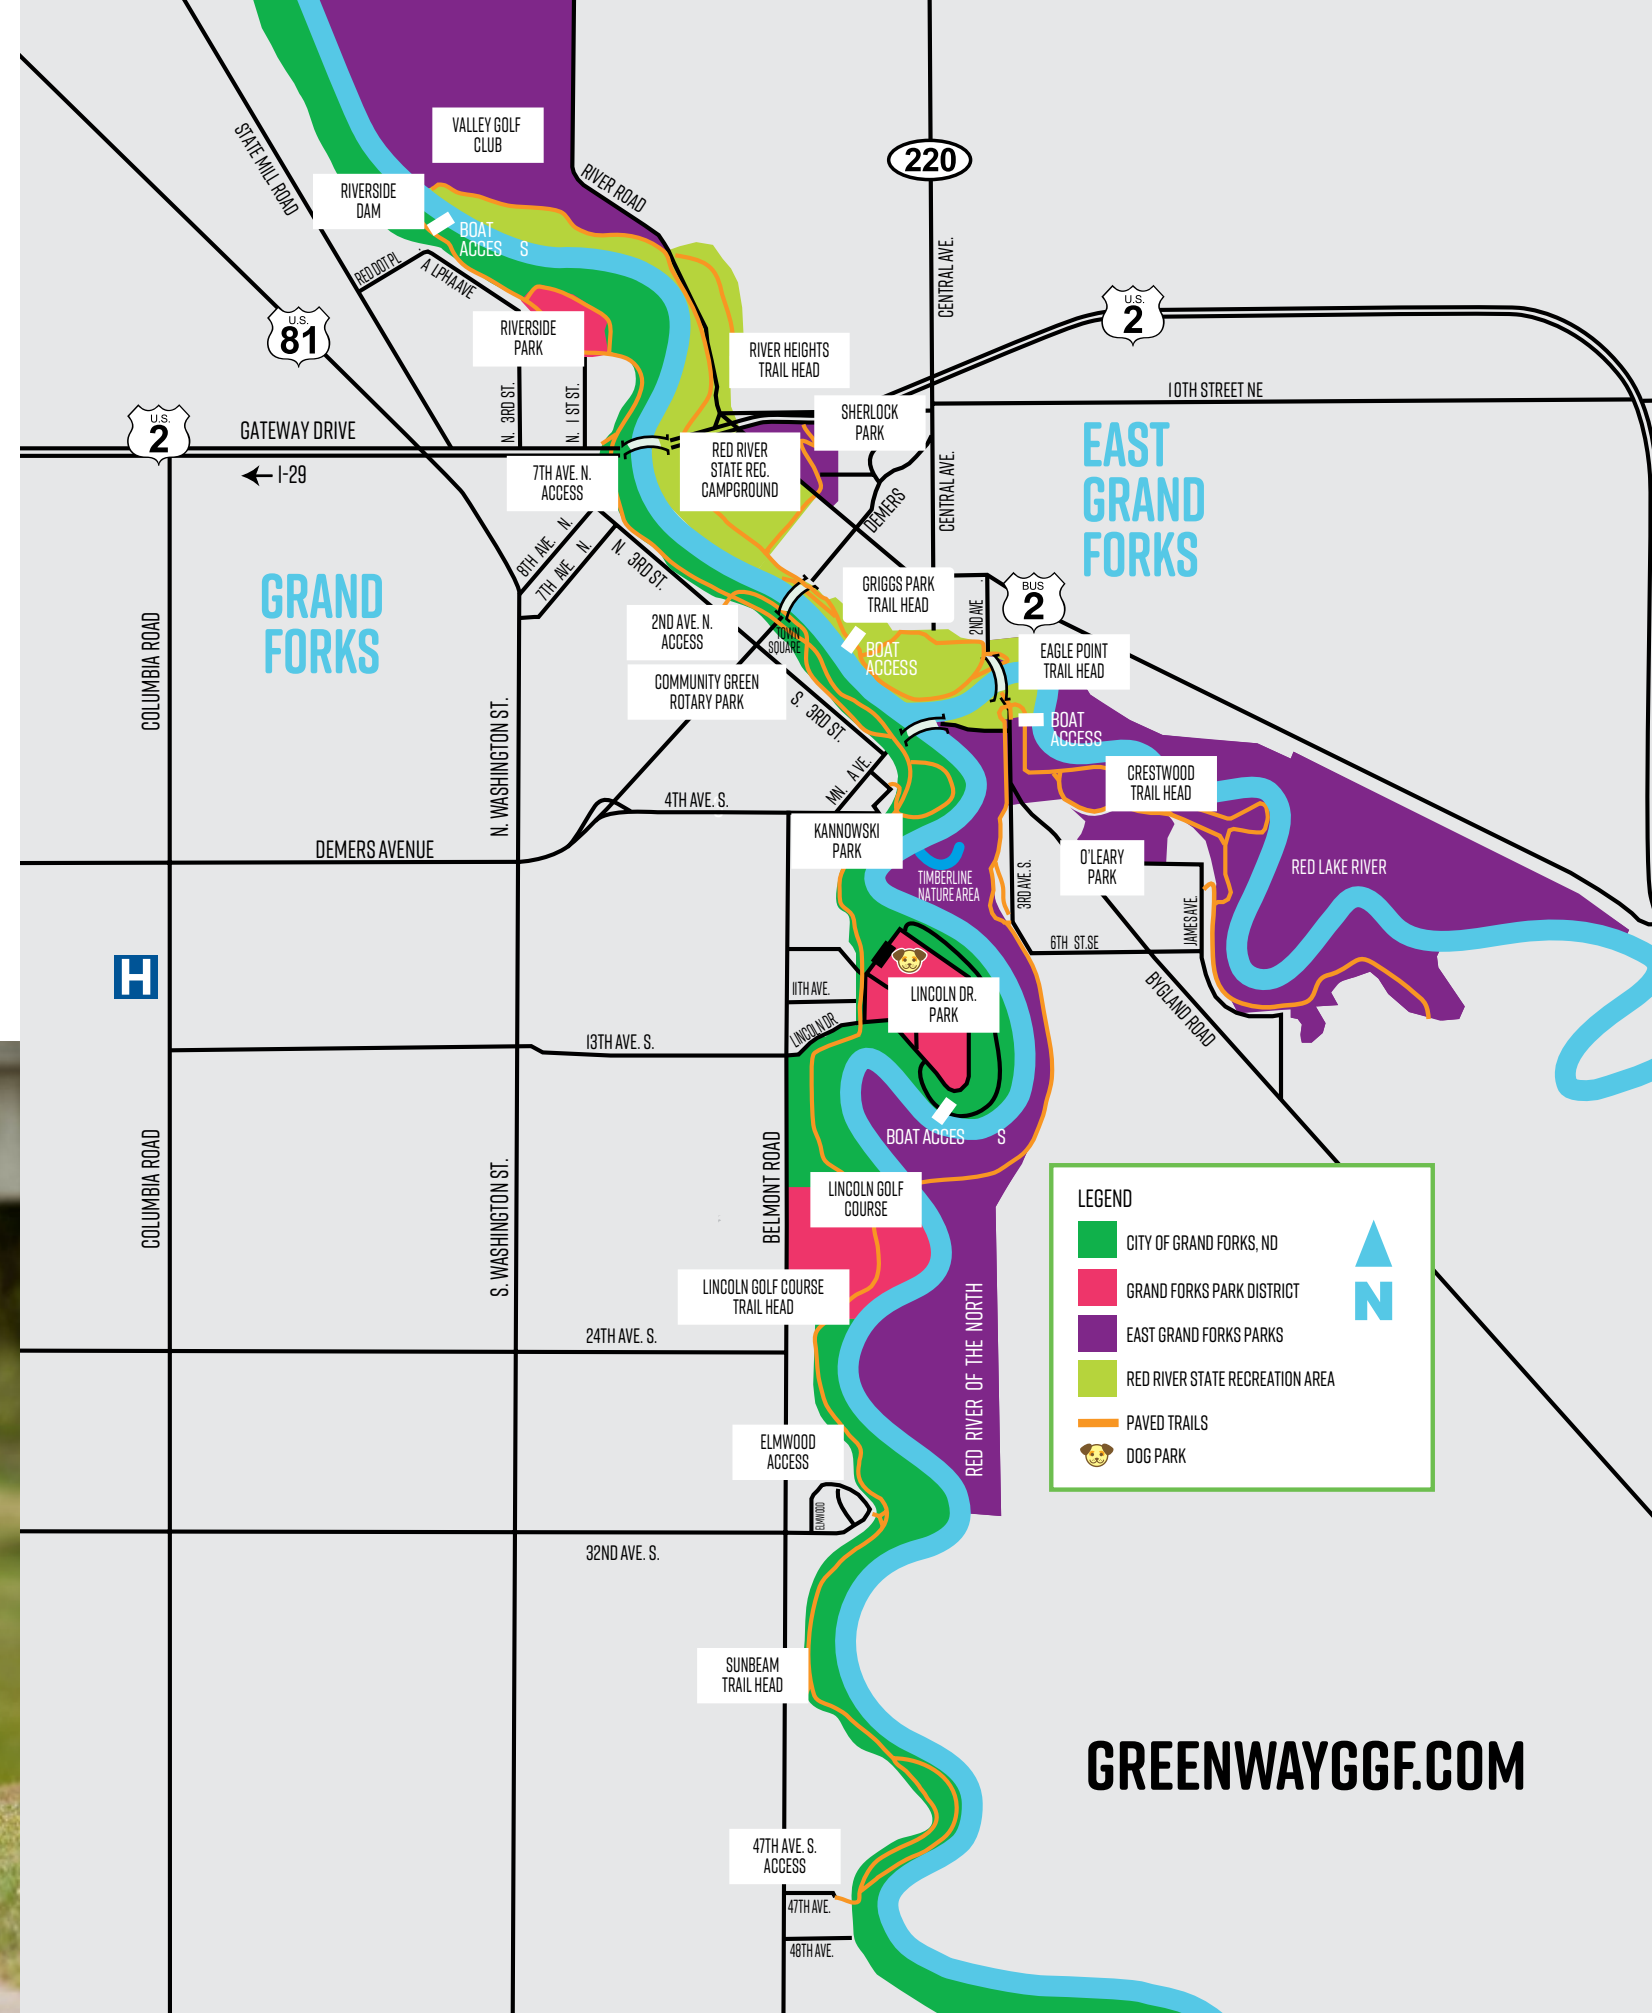 VALLEY GOLF
CLUB
STATE MILL ROAD
RIVER ROAD
220
RIVERSIDE
DAM
BOAT
ACCES S
RED DOT PL
A LPHA AVE
CENTRAL AVE.
U.S.
81
U.S.
2
RIVERSIDE
PARK
RIVER HEIGHTS
TRAIL HEAD
10TH STREET NE
N. 3RD ST.
N. 1 ST ST.
SHERLOCK
PARK
U.S.
2
GATEWAY DRIVE
I-29
EAST
GRAND
FORKS
RED RIVER
STATE REC.
CAMPGROUND
7TH AVE. N.
ACCESS
DEMERS
CENTRAL AVE.
8TH AVE. N.
7TH AVE. N.
N. 3RD ST.
GRAND
FORKS
GRIGGS PARK
TRAIL HEAD
2ND AVE.
BUS
2
2ND AVE. N.
ACCESS
TOWN
SQUARE
BOAT
ACCESS
EAGLE POINT
TRAIL HEAD
COLUMBIA ROAD
COMMUNITY GREEN
ROTARY PARK
S. 3RD ST.
BOAT
ACCESS
N. WASHINGTON ST.
MN. A VE.
CRESTWOOD
TRAIL HEAD
4TH AVE. S.
DEMERS AVENUE
KANNOWSKI
PARK
O'LEARY
PARK
TIMBERLINE
NATURE AREA
3RD AVE. S.
RED LAKE RIVER
JAMES AVE.
6TH ST.SE
H
11TH AVE.
LINCOLN DR.
PARK
BYGLAND ROAD
LINCOLN DR
13TH AVE. S.
BOAT ACCES S
COLUMBIA ROAD
S. WASHINGTON ST.
BELMONT ROAD
LINCOLN GOLF
COURSE
LINCOLN GOLF COURSE
TRAIL HEAD
RED RIVER OF THE NORTH
24TH AVE. S.
LEGEND
CITY OF GRAND FORKS, ND
GRAND FORKS PARK DISTRICT
EAST GRAND FORKS PARKS
RED RIVER STATE RECREATION AREA
PAVED TRAILS
DOG PARK
N
ELMWOOD
ACCESS
ELMWOOD
32ND AVE. S.
SUNBEAM
TRAIL HEAD
GREENWAYGGF.COM
47TH AVE. S.
ACCESS
47TH AVE.
48TH AVE.